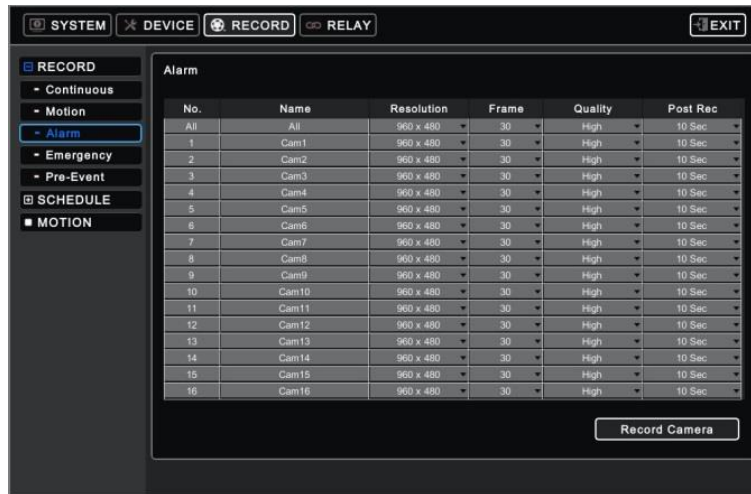 SYSTEM DEVICE RECORD RELAY EXIT
RECORD
- Continuous
- Motion
- Alarm
- Emergency
- Pre-Event
SCHEDULE
MOTION
Alarm
No. Name Resolution Frame Quality Post Rec
All All 960 x 480 30 High 10 Sec
1 Cam1 960 x 480 30 High 10 Sec
2 Cam2 960 x 480 30 High 10 Sec
3 Cam3 960 x 480 30 High 10 Sec
4 Cam4 960 x 480 30 High 10 Sec
5 Cam5 960 x 480 30 High 10 Sec
6 Cam6 960 x 480 30 High 10 Sec
7 Cam7 960 x 480 30 High 10 Sec
8 Cam8 960 x 480 30 High 10 Sec
9 Cam9 960 x 480 30 High 10 Sec
10 Cam10 960 x 480 30 High 10 Sec
11 Cam11 960 x 480 30 High 10 Sec
12 Cam12 960 x 480 30 High 10 Sec
13 Cam13 960 x 480 30 High 10 Sec
14 Cam14 960 x 480 30 High 10 Sec
15 Cam15 960 x 480 30 High 10 Sec
16 Cam16 960 x 480 30 High 10 Sec
Record Camera